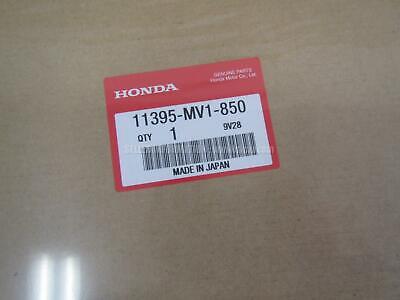 HONDA
GENUINE PARTS
Honda Motor Co., Ltd.
11395-MV1-850
QTY 1 9V28
MADE IN JAPAN